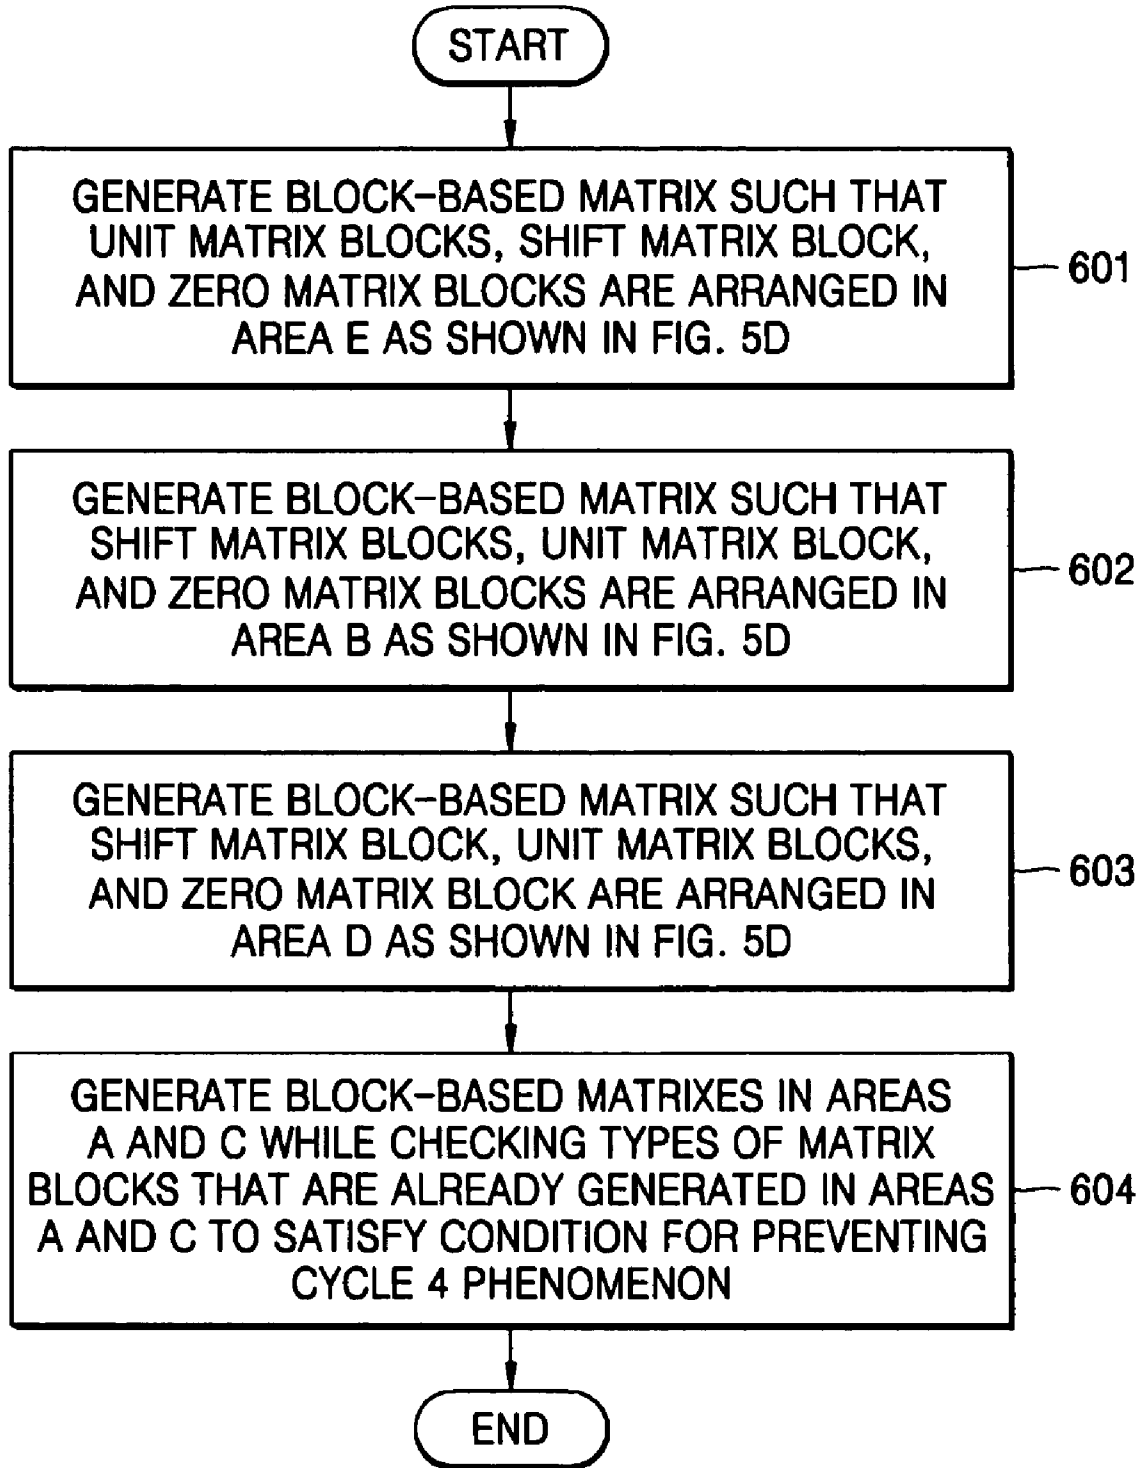 START
GENERATE BLOCK-BASED MATRIX SUCH THAT
UNIT MATRIX BLOCKS, SHIFT MATRIX BLOCK,
AND ZERO MATRIX BLOCKS ARE ARRANGED IN
AREA E AS SHOWN IN FIG. 5D
601
GENERATE BLOCK-BASED MATRIX SUCH THAT
SHIFT MATRIX BLOCKS, UNIT MATRIX BLOCK,
AND ZERO MATRIX BLOCKS ARE ARRANGED IN
AREA B AS SHOWN IN FIG. 5D
602
GENERATE BLOCK-BASED MATRIX SUCH THAT
SHIFT MATRIX BLOCK, UNIT MATRIX BLOCKS,
AND ZERO MATRIX BLOCK ARE ARRANGED IN
AREA D AS SHOWN IN FIG. 5D
603
GENERATE BLOCK-BASED MATRIXES IN AREAS
A AND C WHILE CHECKING TYPES OF MATRIX
BLOCKS THAT ARE ALREADY GENERATED IN AREAS
A AND C TO SATISFY CONDITION FOR PREVENTING
CYCLE 4 PHENOMENON
604
END